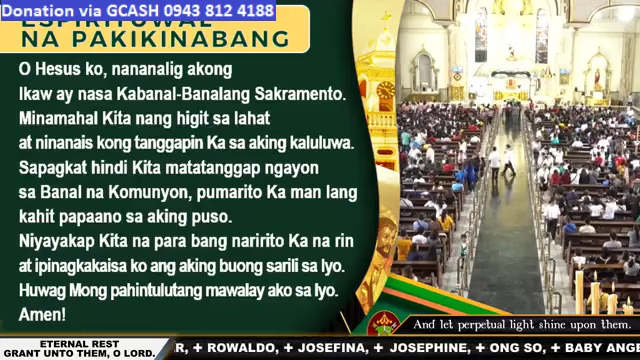 Donation via GCASH 0943 812 4188
ESPIRITUWAL
NA PAKIKINABANG
O Hesus ko, nananalig akong
Ikaw ay nasa Kabanal-Banalang Sakramento.
Minamahal Kita nang higit sa lahat
at ninanais kong tanggapin Ka sa aking kaluluwa.
Sapagkat hindi Kita matatanggap ngayon
sa Banal na Komunyon, pumarito Ka man lang
kahit papaano sa aking puso.
Niyayakap Kita na para bang naririto Ka na rin
at ipinagkakaisa ko ang aking buong sarili sa Iyo.
Huwag Mong pahintulutang mawalay ako sa Iyo.
Amen!
And let perpetual light shine upon them.
ETERNAL REST
GRANT UNTO THEM, O LORD.
R, + ROWALDO, + JOSEFINA, + JOSEPHINE, + ONG SO, + BABY ANGE